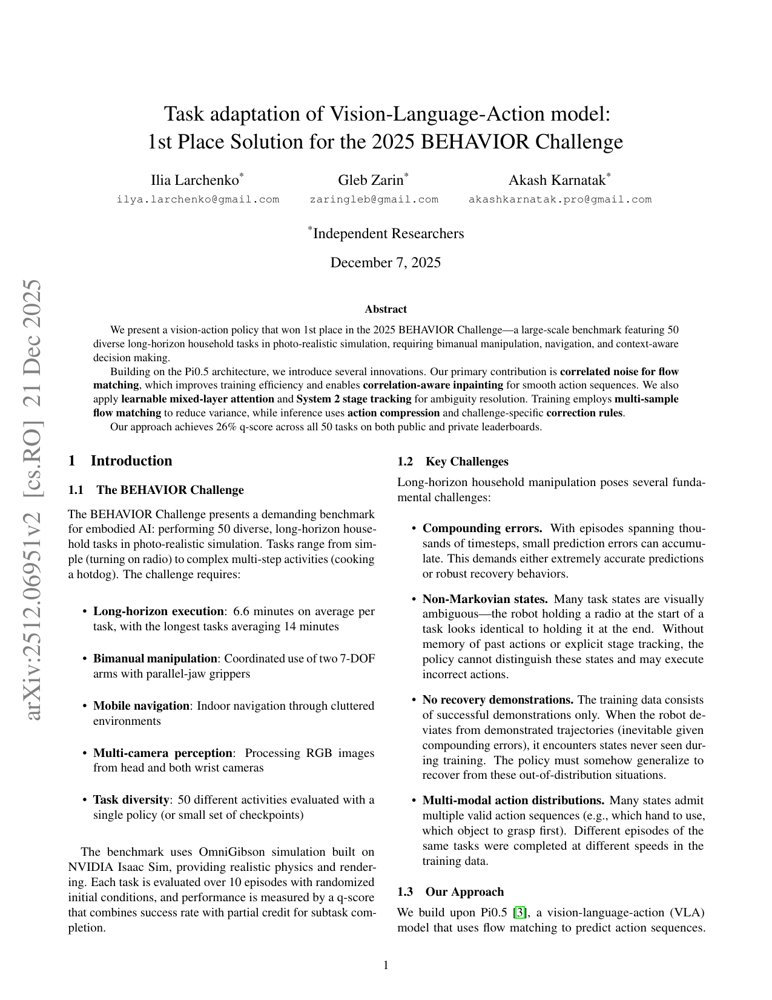 Task adaptation of Vision-Language-Action model:
1st Place Solution for the 2025 BEHAVIOR Challenge
Ilia Larchenko*
ilya.larchenko@gmail.com
Gleb Zarin*
zaringleb@gmail.com
Akash Karnatak*
akashkarnatak.pro@gmail.com
*Independent Researchers
December 7, 2025
arXiv:2512.06951v2 [cs.RO] 21 Dec 2025
Abstract
We present a vision-action policy that won 1st place in the 2025 BEHAVIOR Challenge—a large-scale benchmark featuring 50
diverse long-horizon household tasks in photo-realistic simulation, requiring bimanual manipulation, navigation, and context-aware
decision making.
Building on the Pi0.5 architecture, we introduce several innovations. Our primary contribution is correlated noise for flow
matching, which improves training efficiency and enables correlation-aware inpainting for smooth action sequences. We also
apply learnable mixed-layer attention and System 2 stage tracking for ambiguity resolution. Training employs multi-sample
flow matching to reduce variance, while inference uses action compression and challenge-specific correction rules.
Our approach achieves 26% q-score across all 50 tasks on both public and private leaderboards.
1 Introduction
1.1 The BEHAVIOR Challenge
The BEHAVIOR Challenge presents a demanding benchmark
for embodied AI: performing 50 diverse, long-horizon house-
hold tasks in photo-realistic simulation. Tasks range from sim-
ple (turning on radio) to complex multi-step activities (cooking
a hotdog). The challenge requires:
• Long-horizon execution: 6.6 minutes on average per
task, with the longest tasks averaging 14 minutes
• Bimanual manipulation: Coordinated use of two 7-DOF
arms with parallel-jaw grippers
• Mobile navigation: Indoor navigation through cluttered
environments
• Multi-camera perception: Processing RGB images
from head and both wrist cameras
• Task diversity: 50 different activities evaluated with a
single policy (or small set of checkpoints)
The benchmark uses OmniGibson simulation built on
NVIDIA Isaac Sim, providing realistic physics and render-
ing. Each task is evaluated over 10 episodes with randomized
initial conditions, and performance is measured by a q-score
that combines success rate with partial credit for subtask com-
pletion.
1.2 Key Challenges
Long-horizon household manipulation poses several funda-
mental challenges:
• Compounding errors. With episodes spanning thou-
sands of timesteps, small prediction errors can accumu-
late. This demands either extremely accurate predictions
or robust recovery behaviors.
• Non-Markovian states. Many task states are visually
ambiguous—the robot holding a radio at the start of a
task looks identical to holding it at the end. Without
memory of past actions or explicit stage tracking, the
policy cannot distinguish these states and may execute
incorrect actions.
• No recovery demonstrations. The training data consists
of successful demonstrations only. When the robot de-
viates from demonstrated trajectories (inevitable given
compounding errors), it encounters states never seen dur-
ing training. The policy must somehow generalize to
recover from these out-of-distribution situations.
• Multi-modal action distributions. Many states admit
multiple valid action sequences (e.g., which hand to use,
which object to grasp first). Different episodes of the
same tasks were completed at different speeds in the
training data.
1.3 Our Approach
We build upon Pi0.5 [3], a vision-language-action (VLA)
model that uses flow matching to predict action sequences.
1